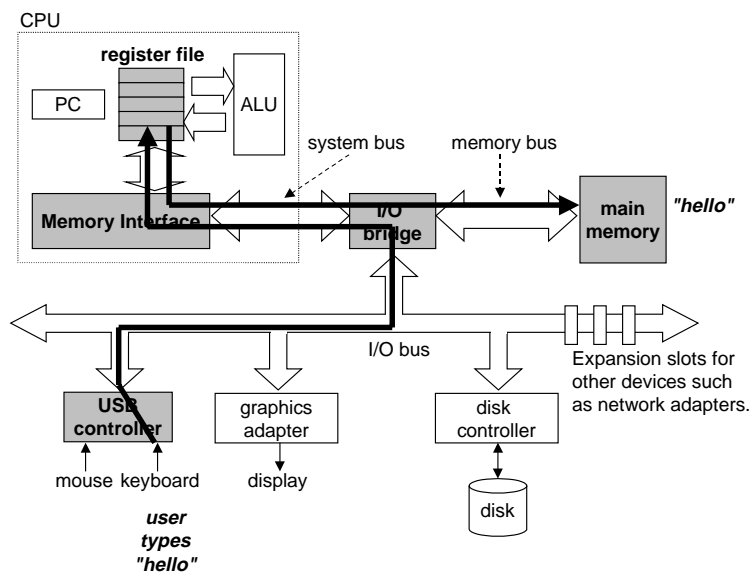 CPU
register file
PC
ALU
system bus
memory bus
Memory Interface
I/O
bridge
main
memory
"hello"
I/O bus
Expansion slots for
other devices such
as network adapters.
USB
controller
graphics
adapter
disk
controller
mouse
keyboard
display
disk
user
types
"hello"